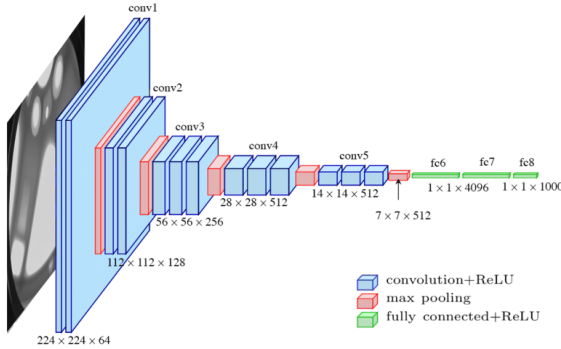 conv1
conv2
conv3
conv4
conv5
fc6
fc7
fc8
1 × 1 × 4096
1 × 1 × 1000
14 × 14 × 512
28 × 28 × 512
7 × 7 × 512
56 × 56 × 256
112 × 112 × 128
224 × 224 × 64
convolution+ReLU
max pooling
fully connected+ReLU